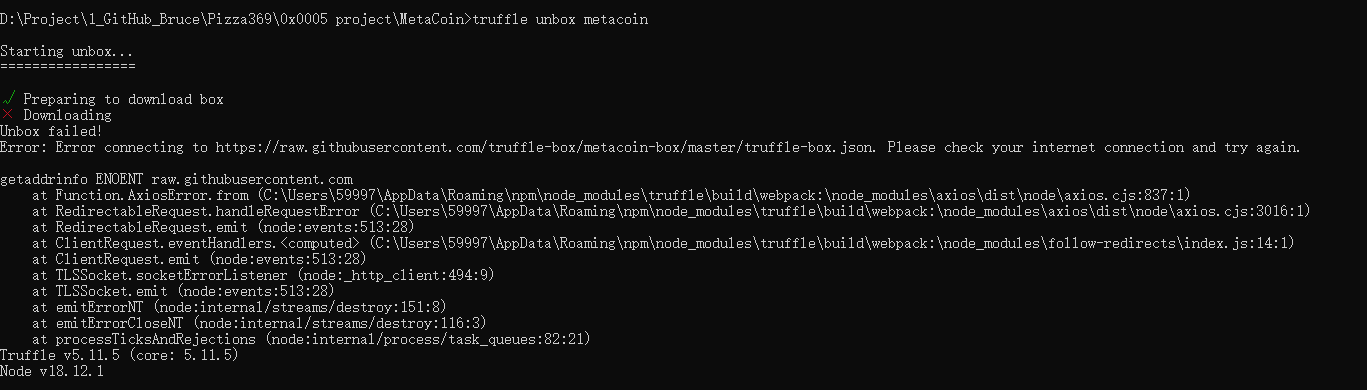 D:\Project\1_GitHub_Bruce\Pizza369\0x0005 project\MetaCoin>truffle unbox metacoin
Starting unbox...
=================
√ Preparing to download box
× Downloading
Unbox failed!
Error: Error connecting to https://raw.githubusercontent.com/truffle-box/metacoin-box/master/truffle-box.json. Please check your internet connection and try again.
getaddrinfo ENOENT raw.githubusercontent.com
    at Function.AxiosError.from (C:\Users\59997\AppData\Roaming\npm\node_modules\truffle\build\webpack:\node_modules\axios\dist\node\axios.cjs:837:1)
    at RedirectableRequest.handleRequestError (C:\Users\59997\AppData\Roaming\npm\node_modules\truffle\build\webpack:\node_modules\axios\dist\node\axios.cjs:3016:1)
    at RedirectableRequest.emit (node:events:513:28)
    at ClientRequest.eventHandlers.<computed> (C:\Users\59997\AppData\Roaming\npm\node_modules\truffle\build\webpack:\node_modules\follow-redirects\index.js:14:1)
    at ClientRequest.emit (node:events:513:28)
    at TLSSocket.socketErrorListener (node:_http_client:494:9)
    at TLSSocket.emit (node:events:513:28)
    at emitErrorNT (node:internal/streams/destroy:151:8)
    at emitErrorCloseNT (node:internal/streams/destroy:116:3)
    at processTicksAndRejections (node:internal/process/task_queues:82:21)
Truffle v5.11.5 (core: 5.11.5)
Node v18.12.1